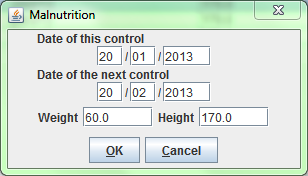 Malnutrition
Date of this control
20 / 01 / 2013
Date of the next control
20 / 02 / 2013
Weight 60.0 Height 170.0
OK Cancel